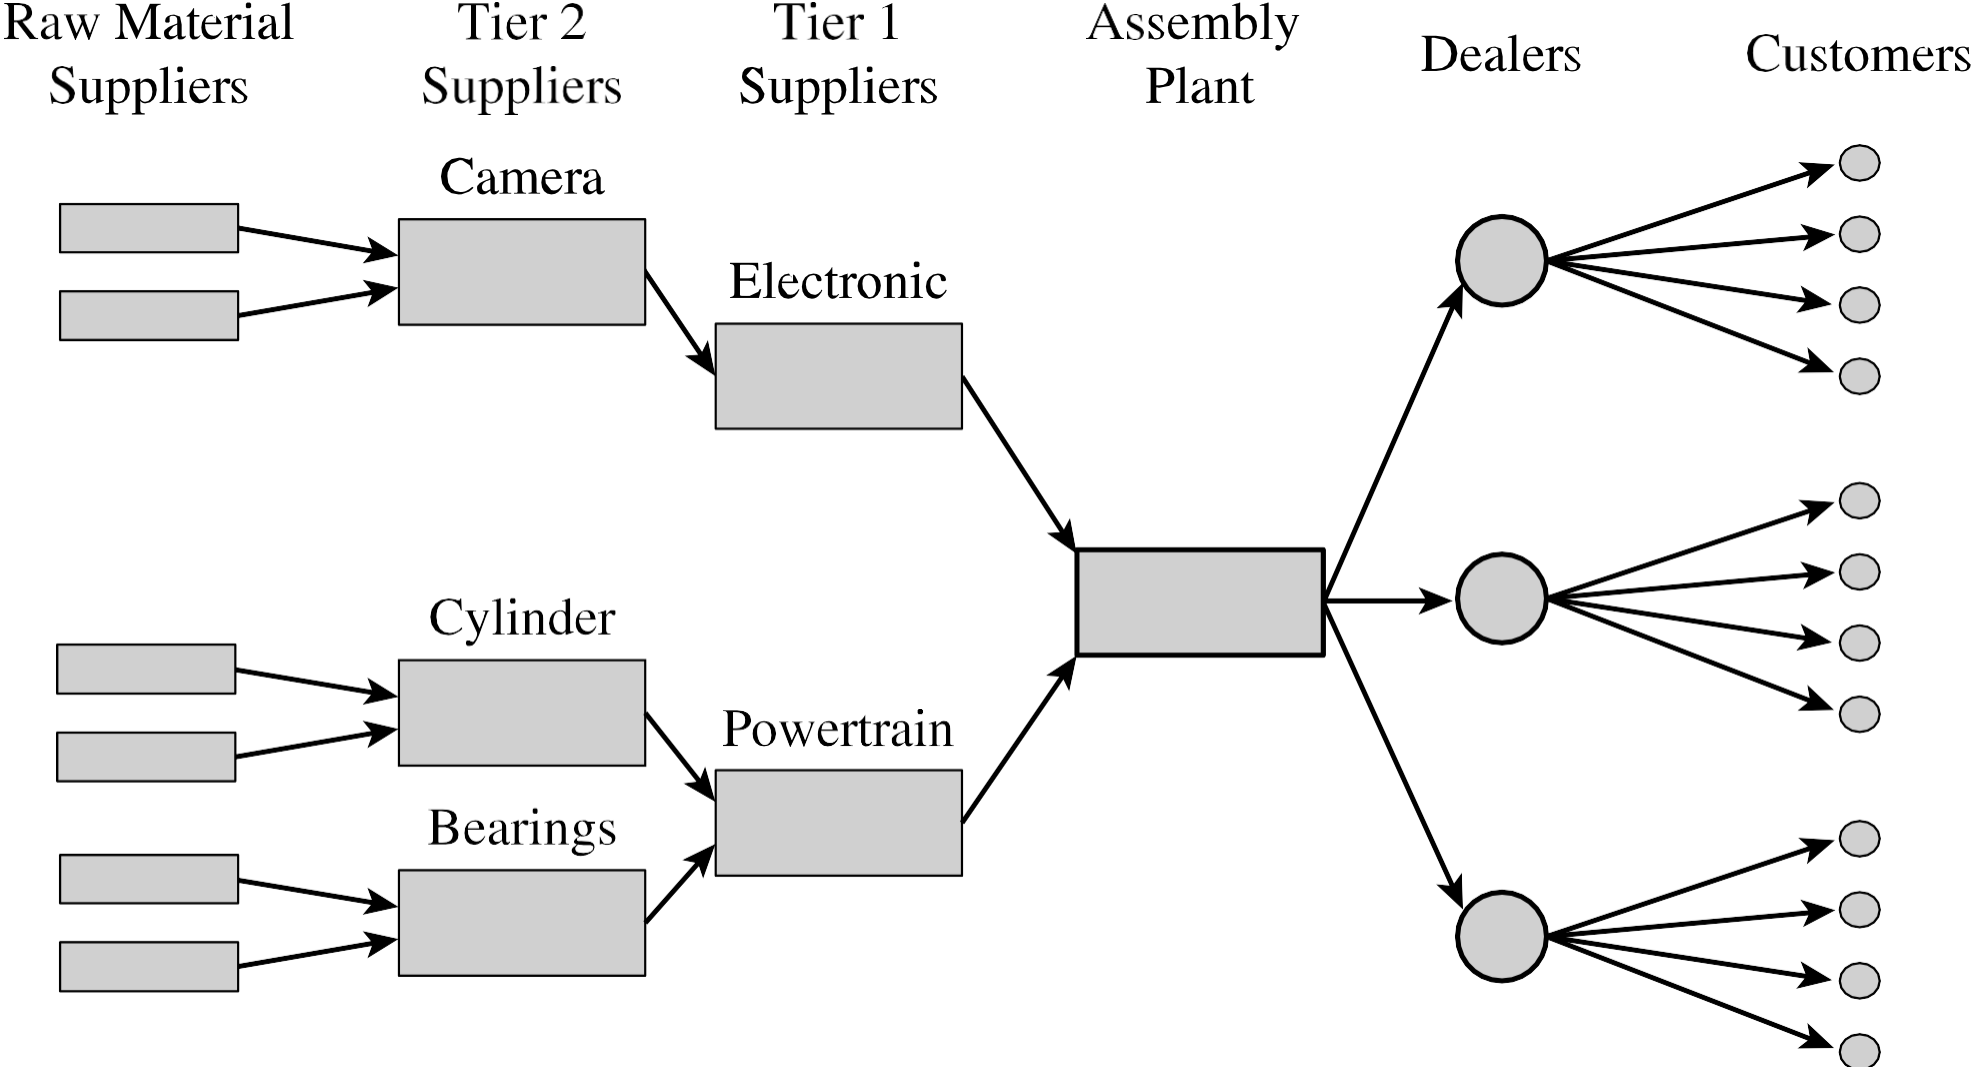 Raw Material
Suppliers
Tier 2
Suppliers
Tier 1
Suppliers
Assembly
Plant
Dealers
Customers
Camera
Electronic
Cylinder
Powertrain
Bearings